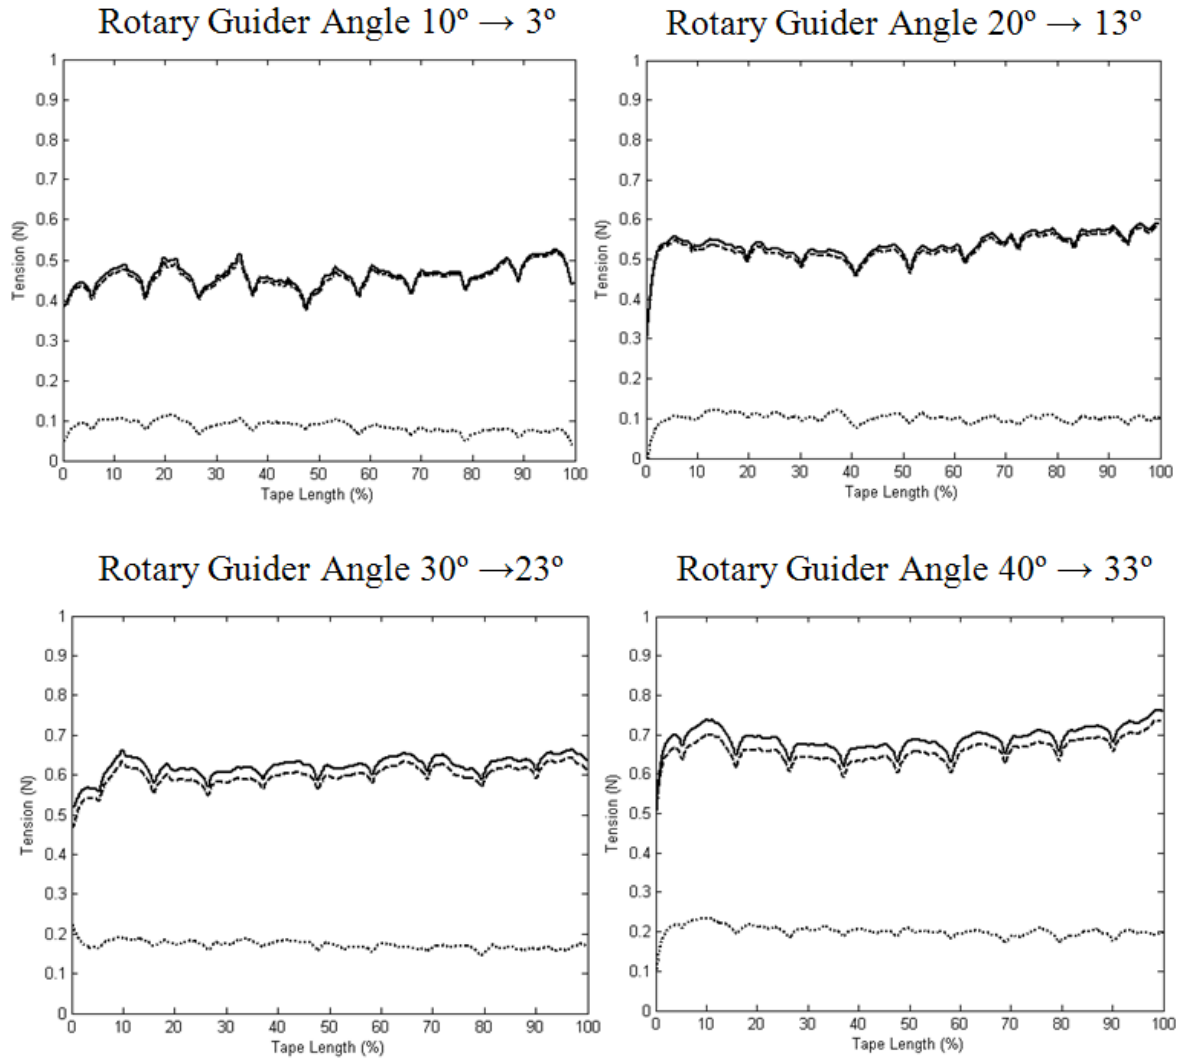 Rotary Guider Angle 10º → 3º
1
0.9
0.8
0.7
0.6
0.5
0.4
0.3
0.2
0.1
0
Tension (N)
0 10 20 30 40 50 60 70 80 90 100
Tape Length (%)
Rotary Guider Angle 20º → 13º
1
0.9
0.8
0.7
0.6
0.5
0.4
0.3
0.2
0.1
0
Tension (N)
0 10 20 30 40 50 60 70 80 90 100
Tape Length (%)
Rotary Guider Angle 30º →23º
1
0.9
0.8
0.7
0.6
0.5
0.4
0.3
0.2
0.1
0
Tension (N)
0 10 20 30 40 50 60 70 80 90 100
Tape Length (%)
Rotary Guider Angle 40º → 33º
1
0.9
0.8
0.7
0.6
0.5
0.4
0.3
0.2
0.1
0
Tension (N)
0 10 20 30 40 50 60 70 80 90 100
Tape Length (%)